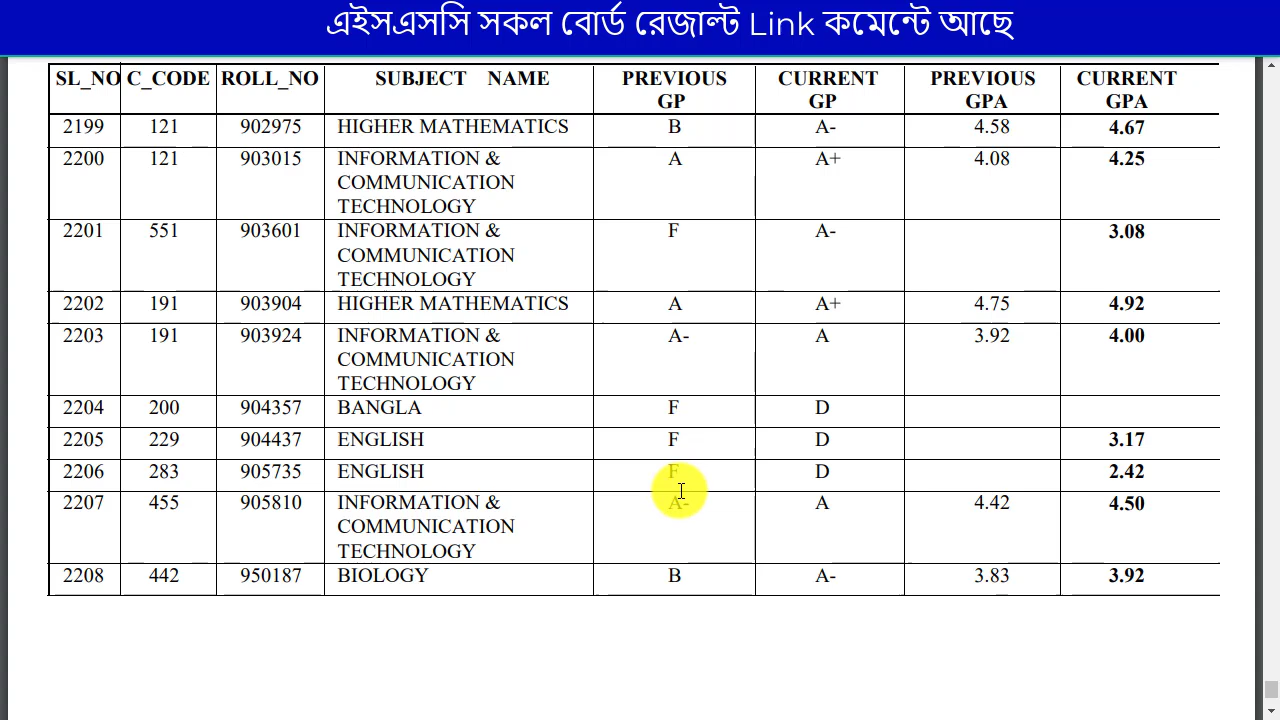 এইসএসসি সকল বোর্ড রেজাল্ট Link কমেন্টে আছে
SL_NO C_CODE ROLL_NO SUBJECT NAME PREVIOUS GP CURRENT GP PREVIOUS GPA CURRENT GPA
2199 121 902975 HIGHER MATHEMATICS B A- 4.58 4.67
2200 121 903015 INFORMATION & A A+ 4.08 4.25
COMMUNICATION
TECHNOLOGY
2201 551 903601 INFORMATION & F A- 3.08
COMMUNICATION
TECHNOLOGY
2202 191 903904 HIGHER MATHEMATICS A A+ 4.75 4.92
2203 191 903924 INFORMATION & A- A 3.92 4.00
COMMUNICATION
TECHNOLOGY
2204 200 904357 BANGLA F D
2205 229 904437 ENGLISH F D 3.17
2206 283 905735 ENGLISH F D 2.42
2207 455 905810 INFORMATION & A- A 4.42 4.50
COMMUNICATION
TECHNOLOGY
2208 442 950187 BIOLOGY B A- 3.83 3.92